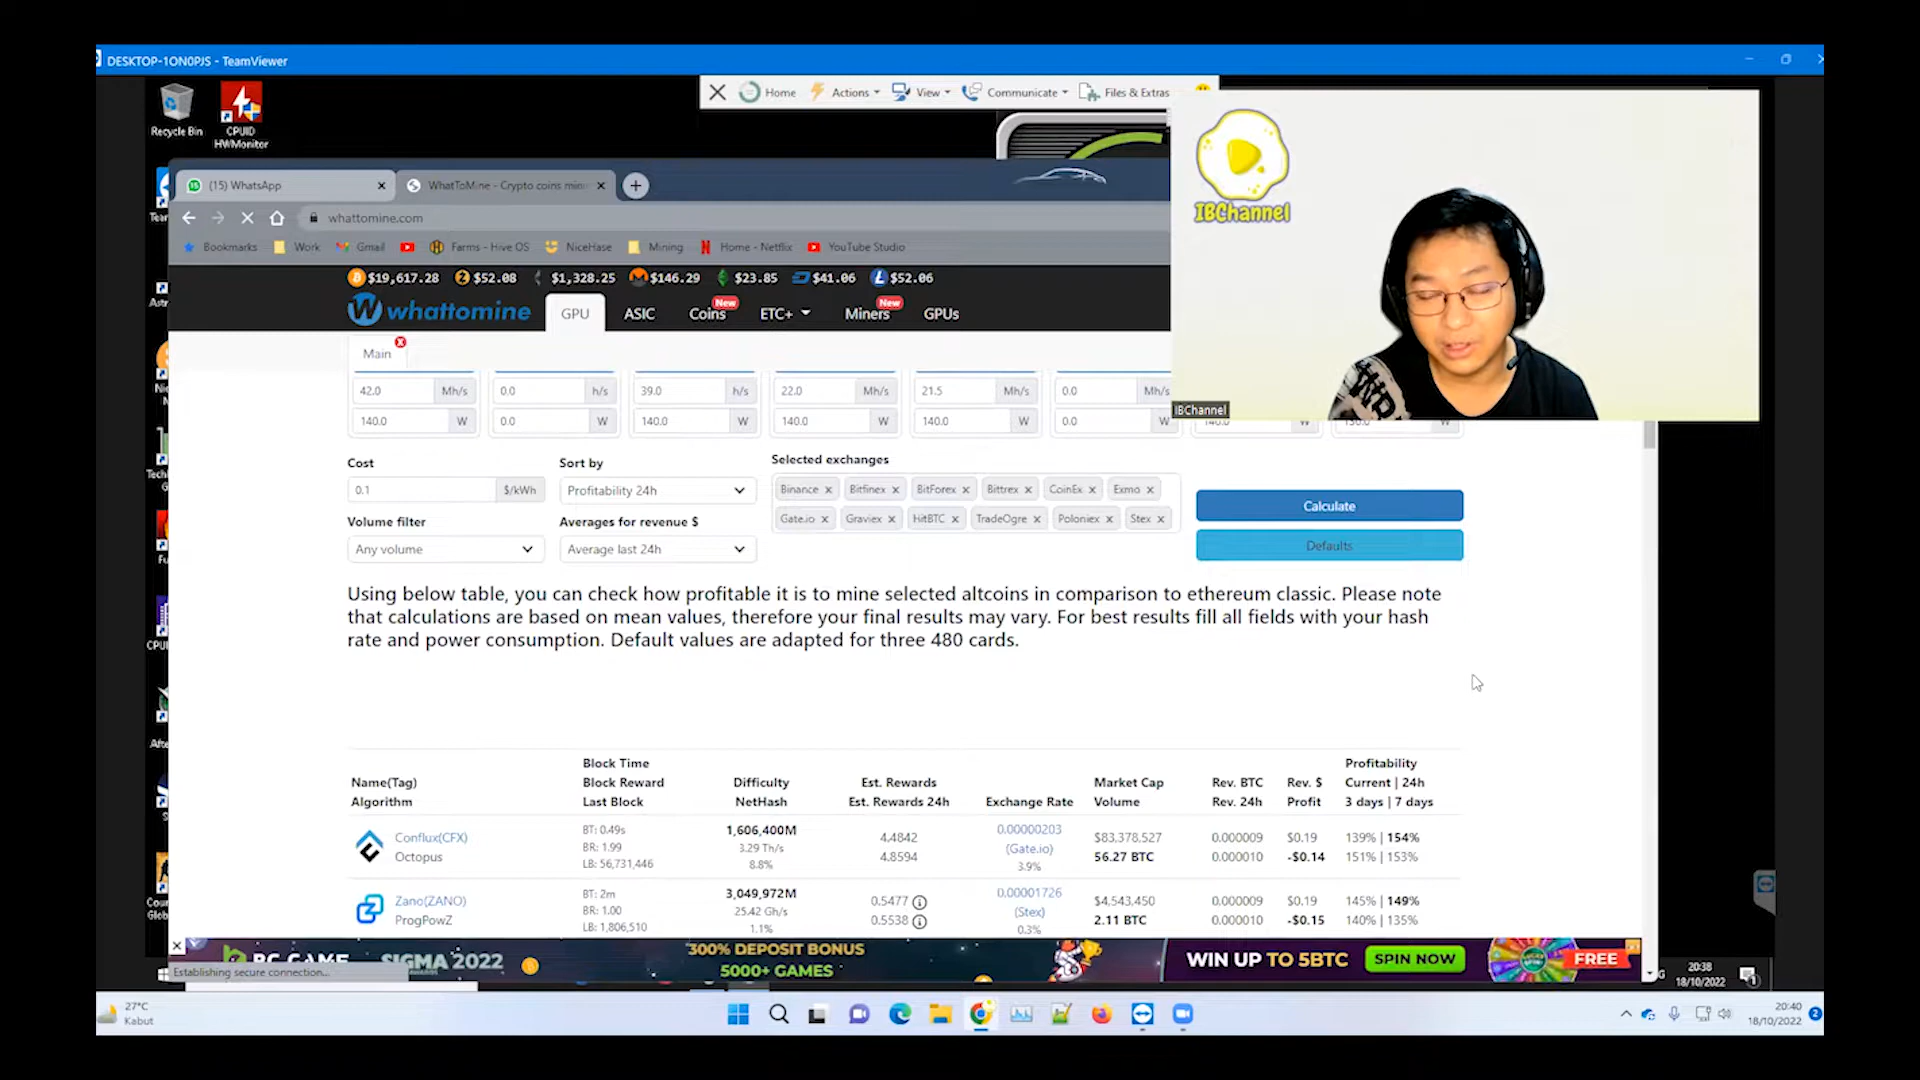 DESKTOP-1ON0PJS - TeamViewer
Home
Actions
View
Communicate
Files & Extras
Recycle Bin
CPUID
HWMonitor
IBChannel
(15) WhatsApp
WhatToMine - Crypto coins mini
whattomine.com
Bookmarks
Work
Gmail
Farms - Hive OS
NiceHase
Mining
Home - Netflix
YouTube Studio
$19,617.28
$52.08
$1,328.25
$146.29
$23.85
$41.06
$52.06
whattomine
GPU
ASIC
Coins
New
ETC+
Miners
New
GPUs
Main
42.0 Mh/s
0.0 h/s
39.0 h/s
22.0 Mh/s
21.5 Mh/s
0.0 Mh/s
140.0 W
0.0 W
140.0 W
140.0 W
140.0 W
0.0 W
IBChannel
Cost
Sort by
Selected exchanges
0.1 $/kWh
Profitability 24h
Binance
Bitfinex
BitForex
Bittrex
CoinEx
Exmo
Calculate
Gate.io
Graviex
HitBTC
TradeOgre
Poloniex
Stex
Volume filter
Averages for revenue $
Any volume
Average last 24h
Defaults
Using below table, you can check how profitable it is to mine selected altcoins in comparison to ethereum classic. Please note
that calculations are based on mean values, therefore your final results may vary. For best results fill all fields with your hash
rate and power consumption. Default values are adapted for three 480 cards.
Name(Tag)
Algorithm
Block Time
Block Reward
Last Block
Difficulty
NetHash
Est. Rewards
Est. Rewards 24h
Exchange Rate
Market Cap
Volume
Rev. BTC
Rev. 24h
Rev. $
Profit
Profitability
Current | 24h
3 days | 7 days
Conflux(CFX)
Octopus
BT: 0.49s
BR: 1.99
LB: 56,731,446
1,606,400M
3.29 Th/s
8.8%
4.4842
4.8594
0.00000203
(Gate.io)
3.9%
$83,378,527
56.27 BTC
0.000009
0.000010
$0.19
-$0.14
139% | 154%
151% | 153%
Zano(ZANO)
ProgPowZ
BT: 2m
BR: 1.00
LB: 1,806,510
3,049,972M
25.42 Gh/s
1.1%
0.5477
0.5538
0.00001726
(Stex)
0.3%
$4,543,450
2.11 BTC
0.000009
0.000010
$0.19
-$0.15
145% | 149%
140% | 135%
SIGMA 2022
300% DEPOSIT BONUS
5000+ GAMES
WIN UP TO 5BTC
SPIN NOW
FREE
Establishing secure connection...
20:38
18/10/2022
27°C
Kabut
20:40
18/10/2022
2